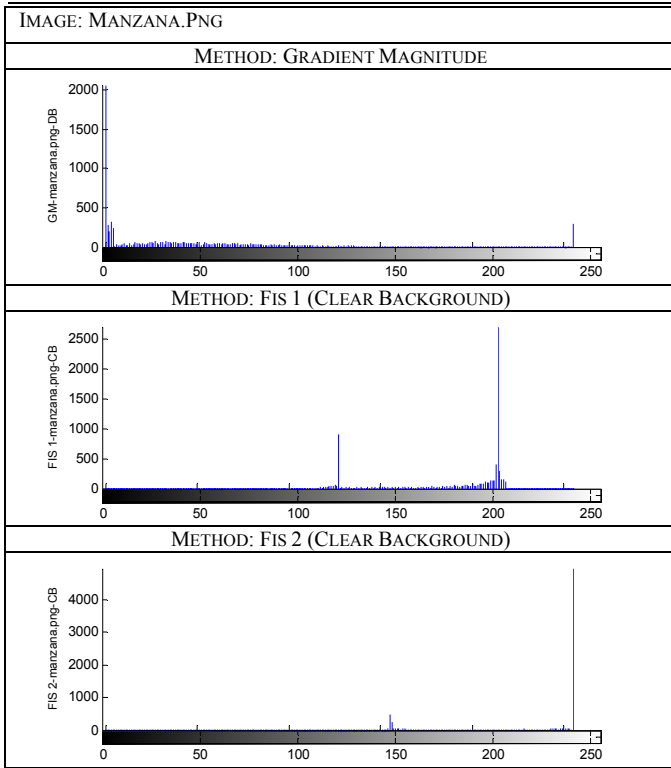 IMAGE: MANZANA.PNG
METHOD: GRADIENT MAGNITUDE
GM-manzana.png-DB
2000
1500
1000
500
0
0 50 100 150 200 250
METHOD: FIS 1 (CLEAR BACKGROUND)
FIS 1-manzana.png-CB
2500
2000
1500
1000
500
0
0 50 100 150 200 250
METHOD: FIS 2 (CLEAR BACKGROUND)
FIS 2-manzana.png-CB
4000
3000
2000
1000
0
0 50 100 150 200 250